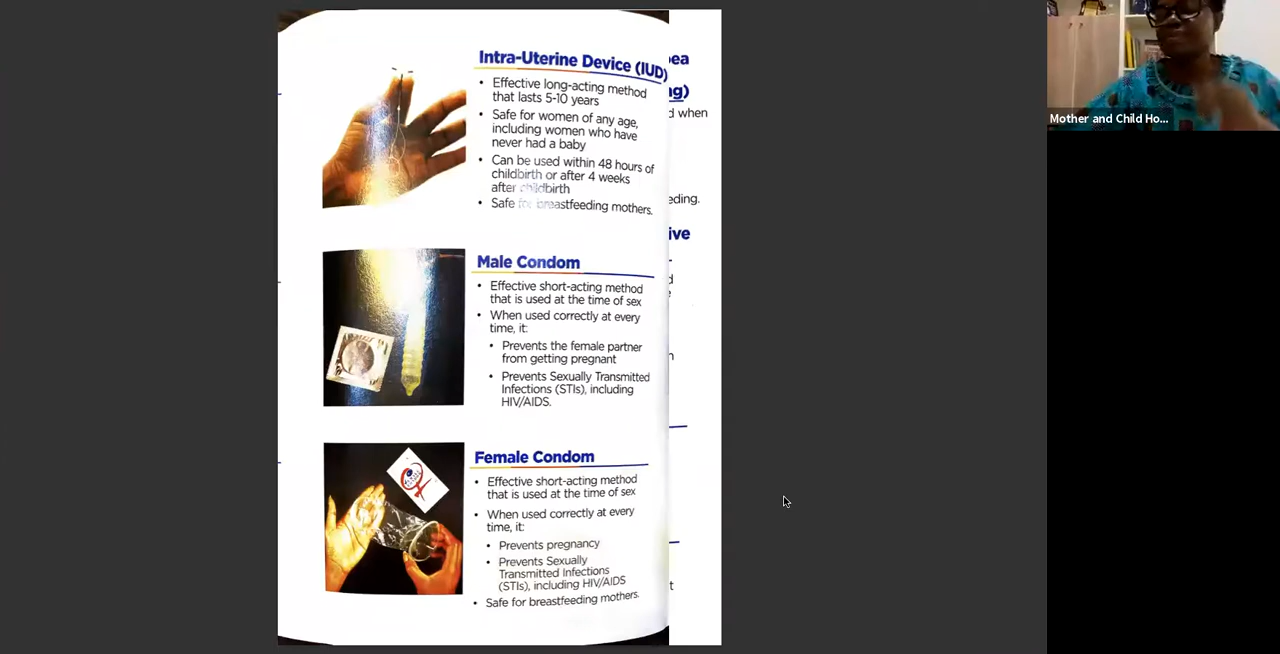 Intra-Uterine Device (IUD)
• Effective long-acting method
that lasts 5-10 years
• Safe for women of any age,
including women who have
never had a baby
• Can be used within 48 hours of
childbirth or after 4 weeks
after childbirth
• Safe for breastfeeding mothers.
Male Condom
• Effective short-acting method
that is used at the time of sex
• When used correctly at every
time, it:
• Prevents the female partner
from getting pregnant
• Prevents Sexually Transmitted
Infections (STIs), including
HIV/AIDS.
Female Condom
• Effective short-acting method
that is used at the time of sex
• When used correctly at every
time, it:
• Prevents pregnancy
• Prevents Sexually
Transmitted Infections
(STIs), including HIV/AIDS
• Safe for breastfeeding mothers.
d when
Mother and Child Ho...